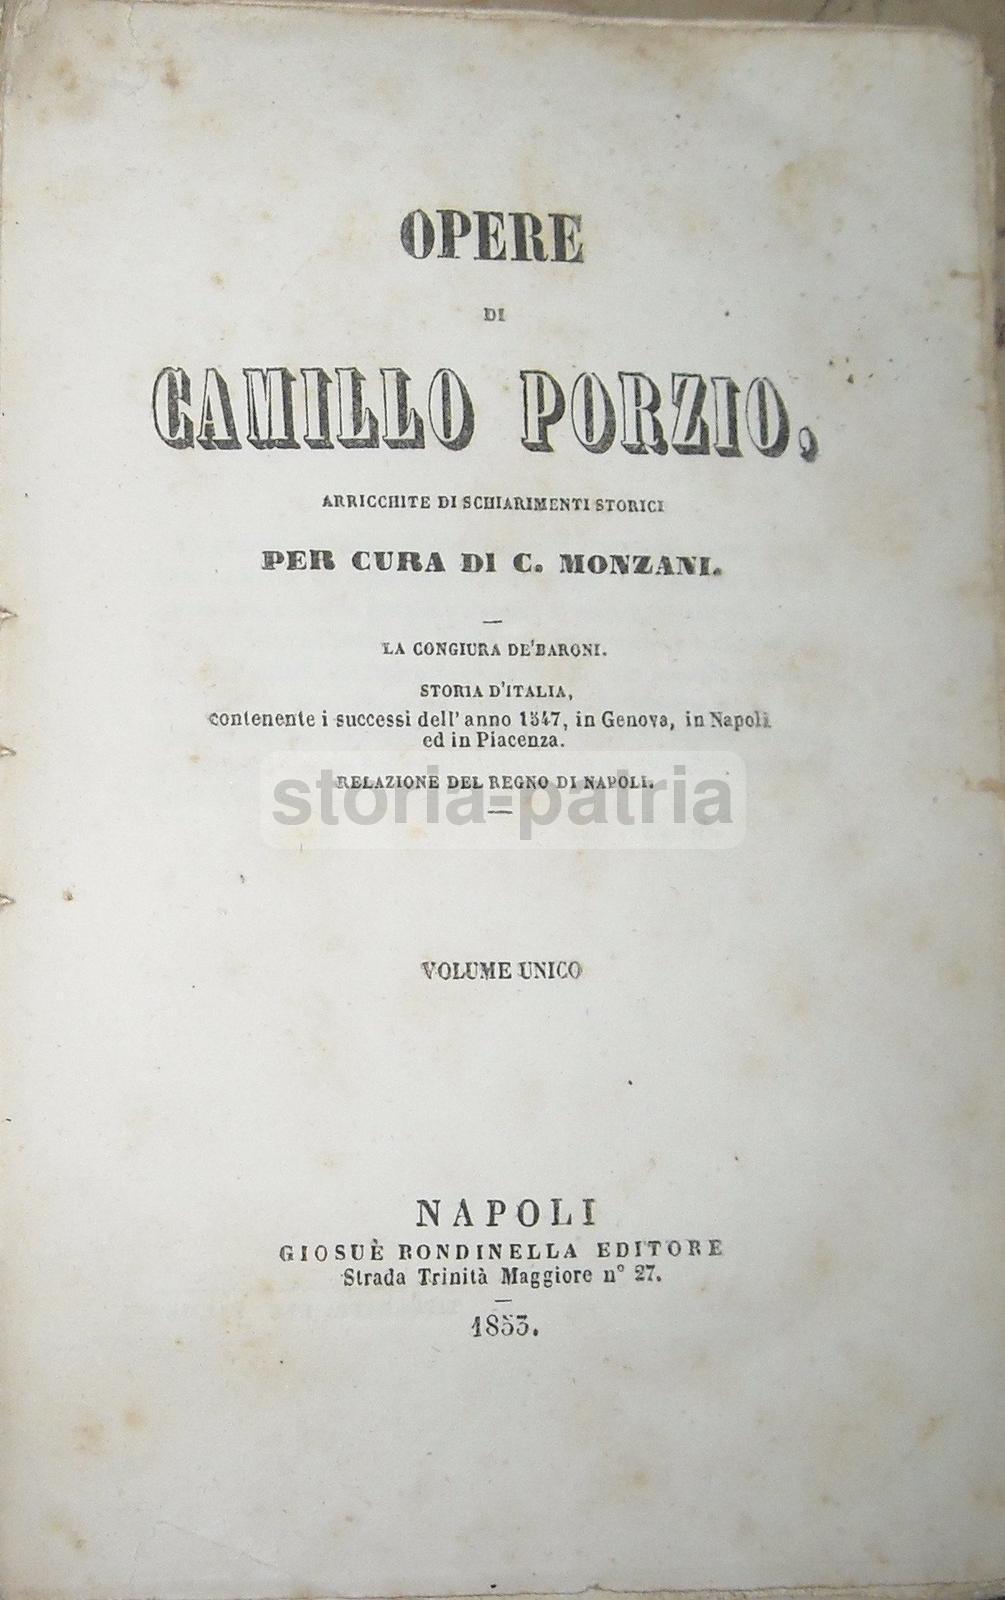 OPERE
DI
CAMILLO PORZIO,
ARRICCHITE DI SCHIARIMENTI STORICI
PER CURA DI C. MONZANI.
LA CONGIURA DE'BARONI.
STORIA D'ITALIA,
contenente i successi dell'anno 1547, in Genova, in Napoli
ed in Piacenza.
RELAZIONE DEL REGNO DI NAPOLI.
storia-patria
VOLUME UNICO
NAPOLI
GIOSUÈ RONDINELLA EDITORE
Strada Trinità Maggiore n° 27.
1855.